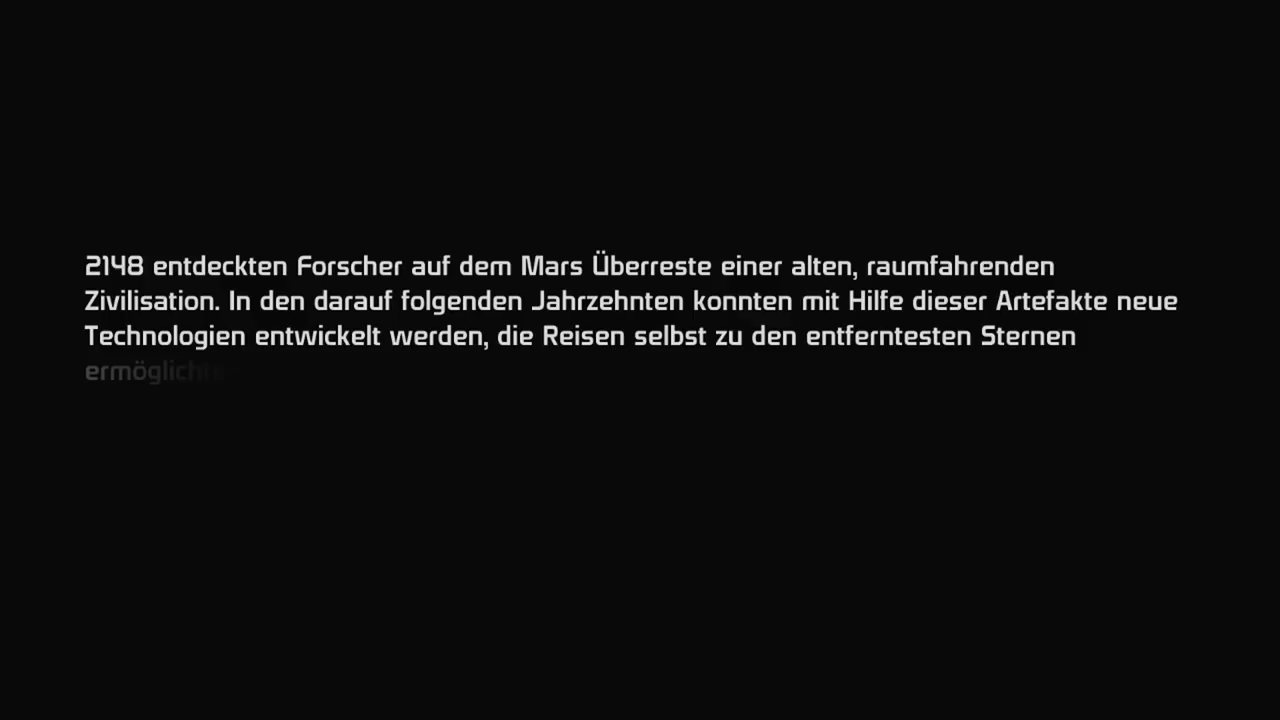 2148 entdeckten Forscher auf dem Mars Überreste einer alten, raumfahrenden
Zivilisation. In den darauf folgenden Jahrzehnten konnten mit Hilfe dieser Artefakte neue
Technologien entwickelt werden, die Reisen selbst zu den entferntesten Sternen